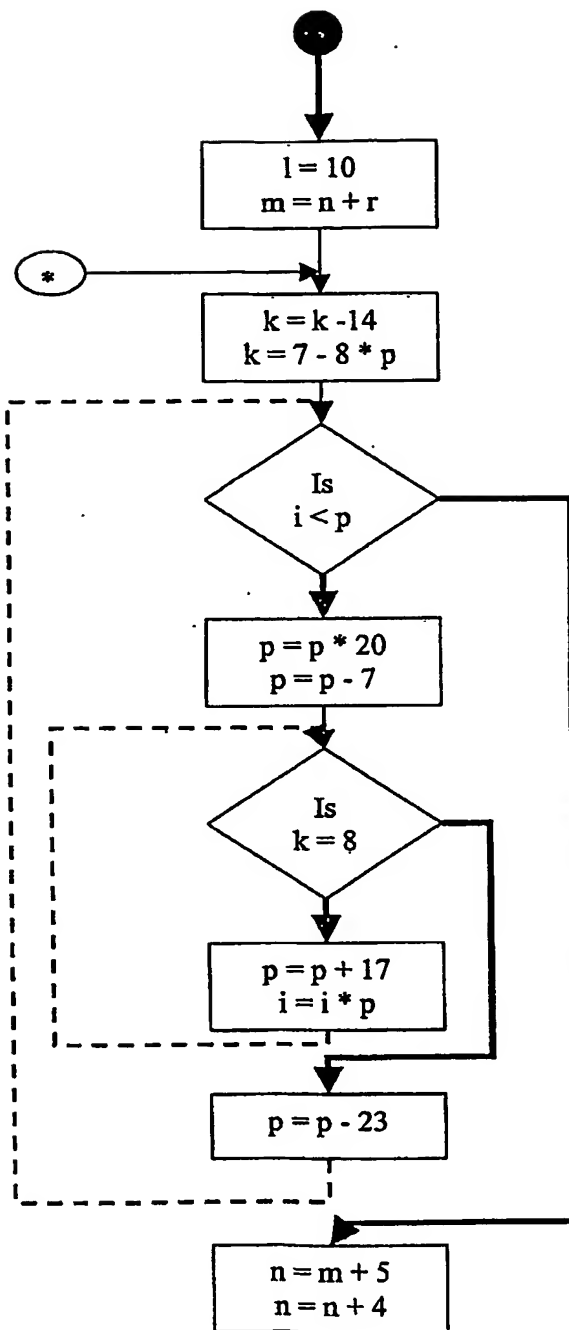 l = 10
m = n + r
*
k = k -14
k = 7 - 8 * p
Is
i < p
p = p * 20
p = p - 7
Is
k = 8
p = p + 17
i = i * p
p = p - 23
n = m + 5
n = n + 4